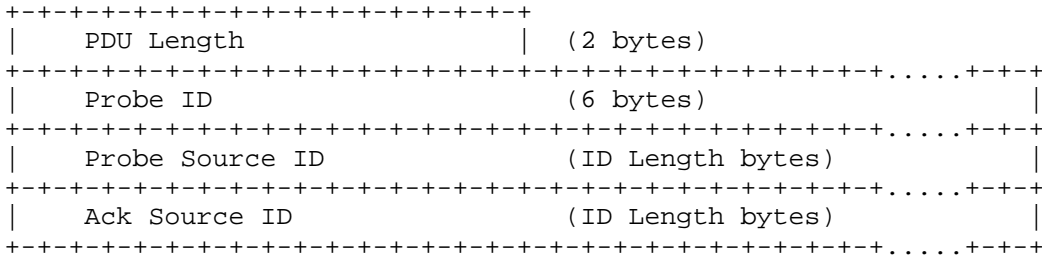 +-+-+-+-+-+-+-+-+-+-+-+-+-+-+-+-+
|    PDU Length                 |  (2 bytes)
+-+-+-+-+-+-+-+-+-+-+-+-+-+-+-+-+-+-+-+-+-+-+-+-+-+-+-+.....+-+-+
|    Probe ID                      (6 bytes)                    |
+-+-+-+-+-+-+-+-+-+-+-+-+-+-+-+-+-+-+-+-+-+-+-+-+-+-+-+.....+-+-+
|    Probe Source ID               (ID Length bytes)            |
+-+-+-+-+-+-+-+-+-+-+-+-+-+-+-+-+-+-+-+-+-+-+-+-+-+-+-+.....+-+-+
|    Ack Source ID                 (ID Length bytes)            |
+-+-+-+-+-+-+-+-+-+-+-+-+-+-+-+-+-+-+-+-+-+-+-+-+-+-+-+.....+-+-+